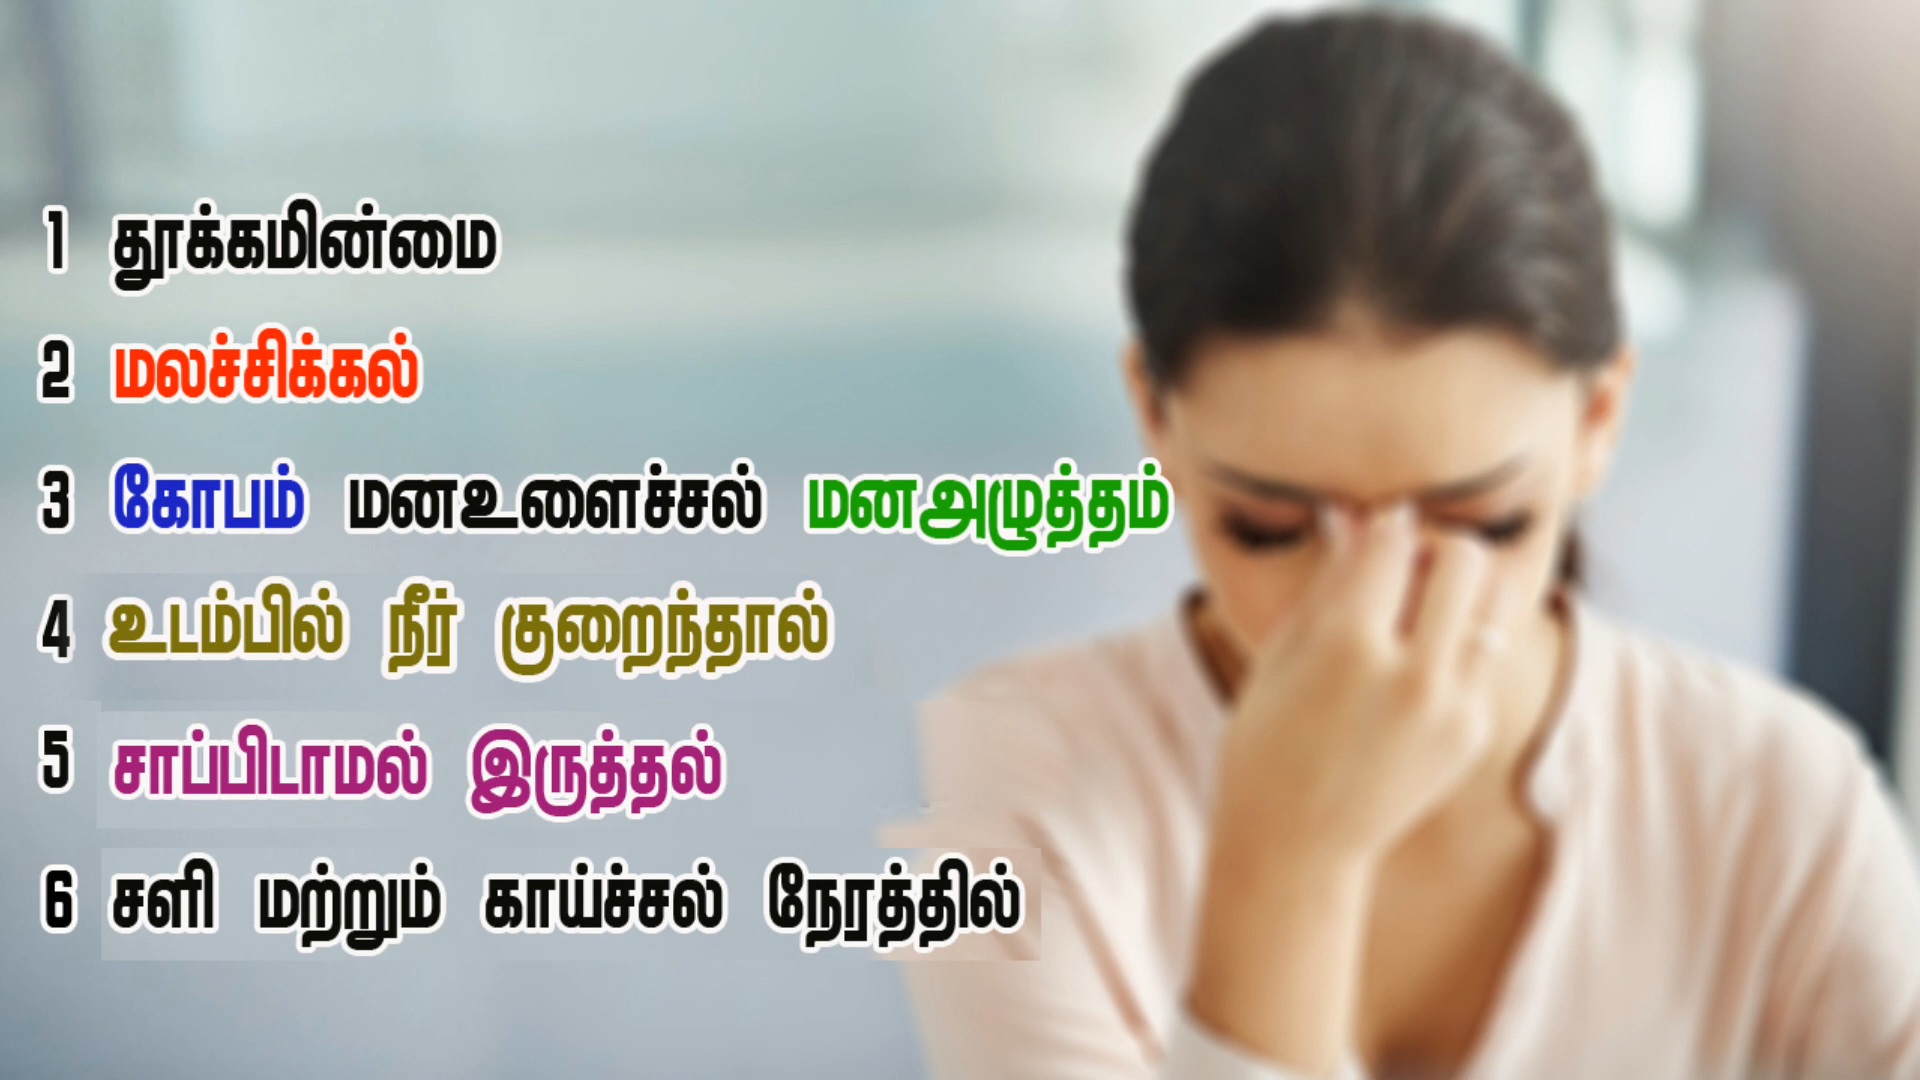 1 தூக்கமின்மை
2 மலச்சிக்கல்
3 கோபம் மனஉளைச்சல் மனஅழுத்தம்
4 உடம்பில் நீர் குறைந்தால்
5 சாப்பிடாமல் இருத்தல்
6 சளி மற்றும் காய்ச்சல் நேரத்தில்